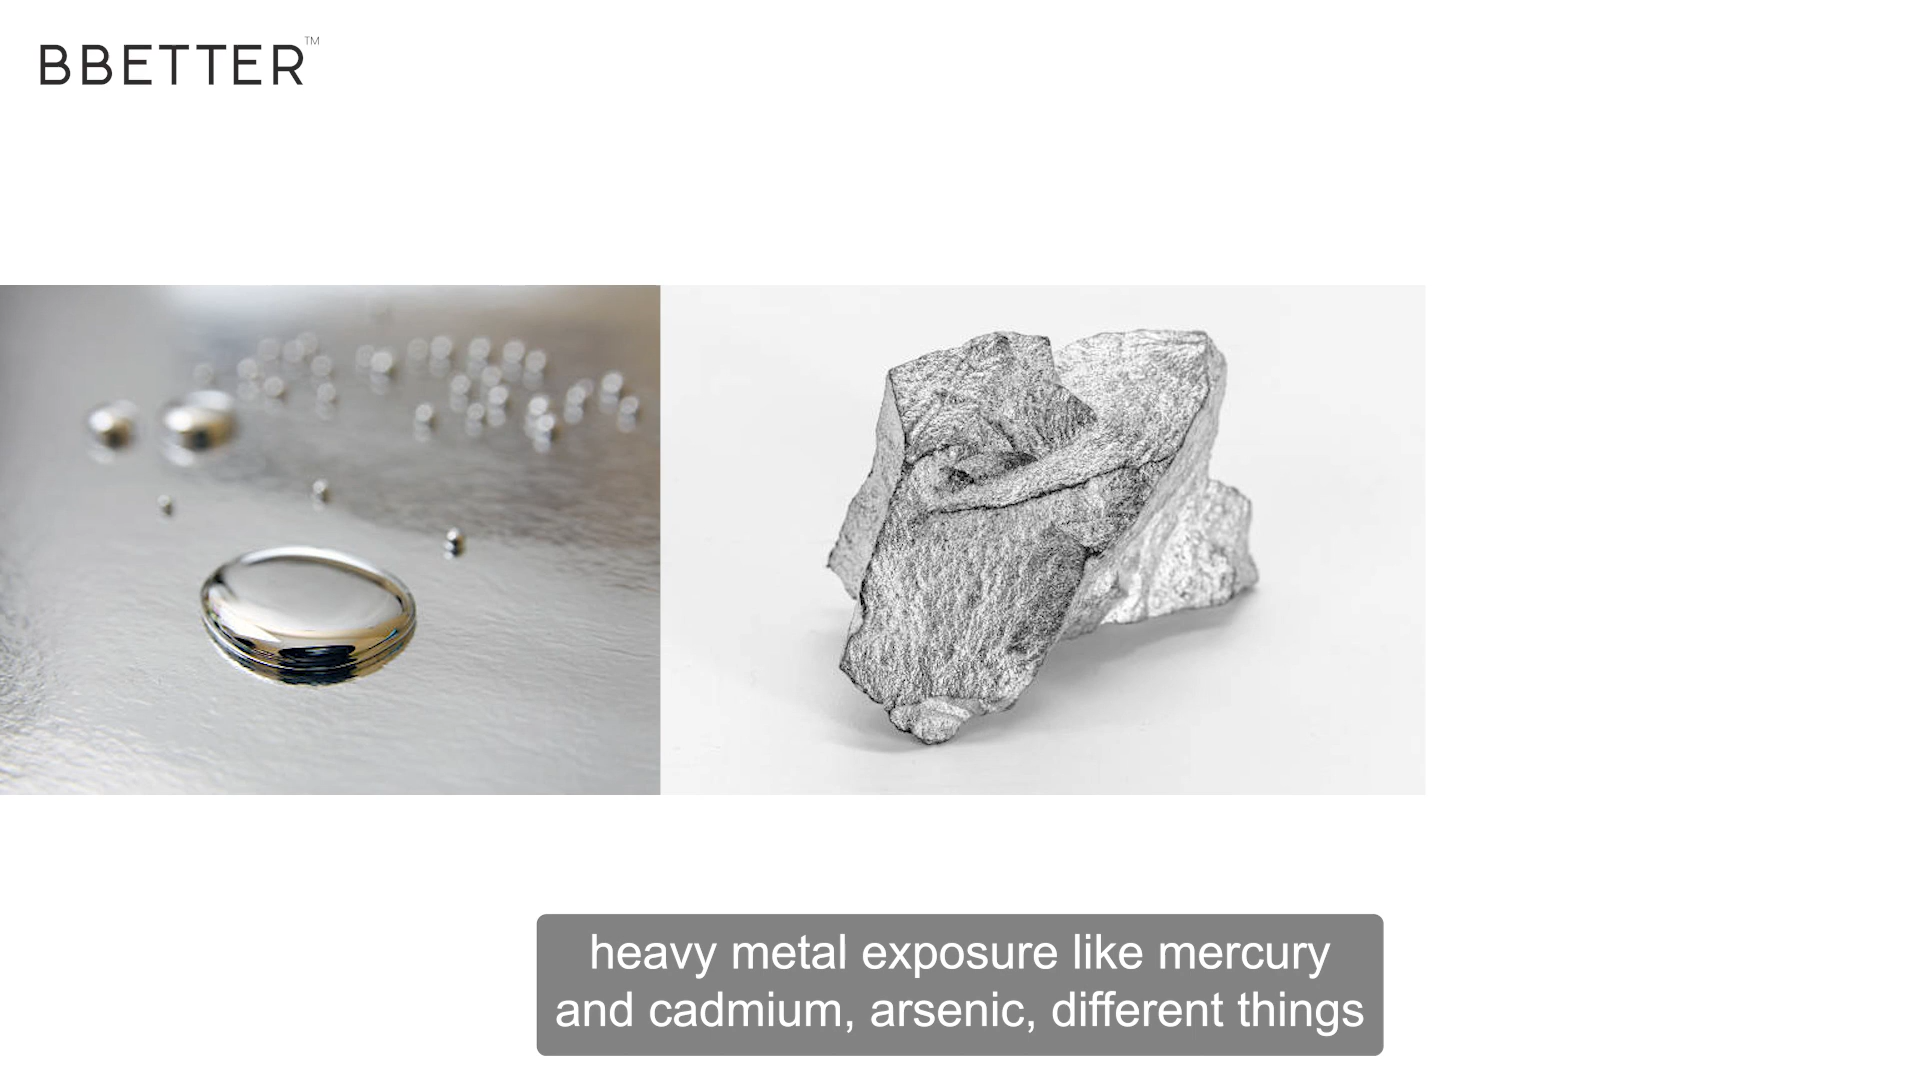 BBETTER™
heavy metal exposure like mercury
and cadmium, arsenic, different things